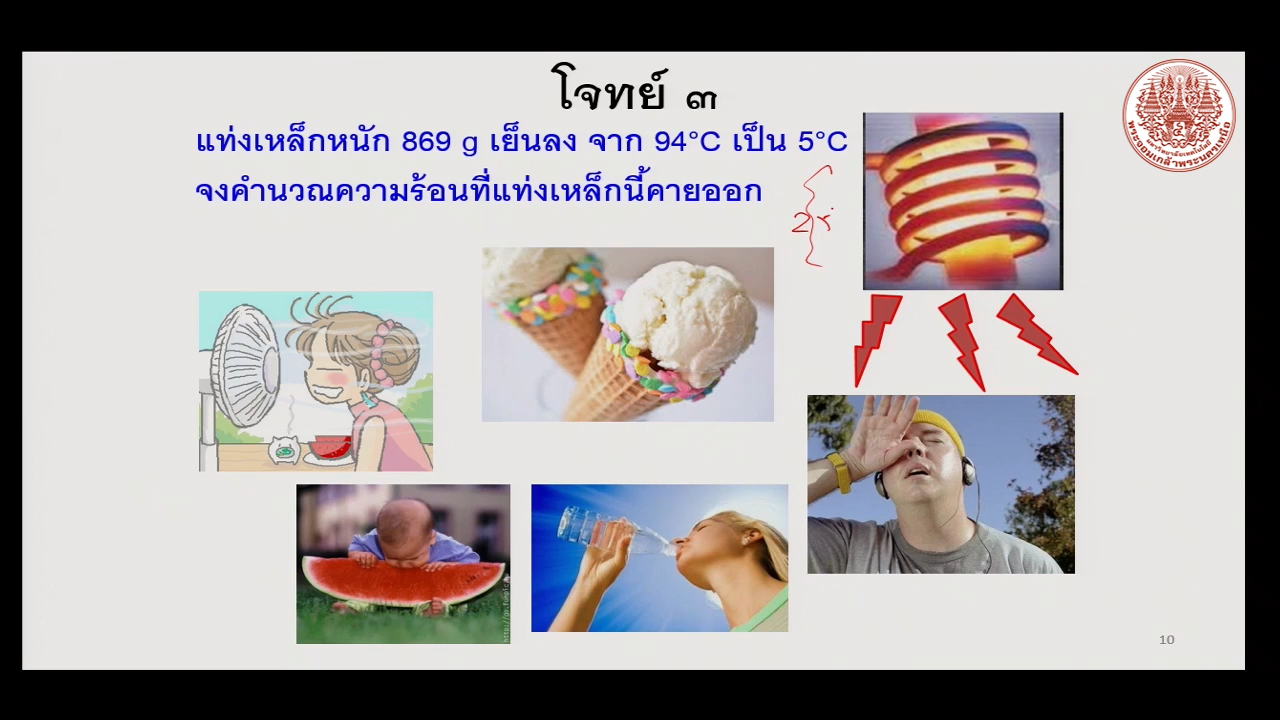 โจทย์ ๓
แท่งเหล็กหนัก 869 g เย็นลง จาก 94°C เป็น 5°C
จงคำนวณความร้อนที่แท่งเหล็กนี้คายออก
10